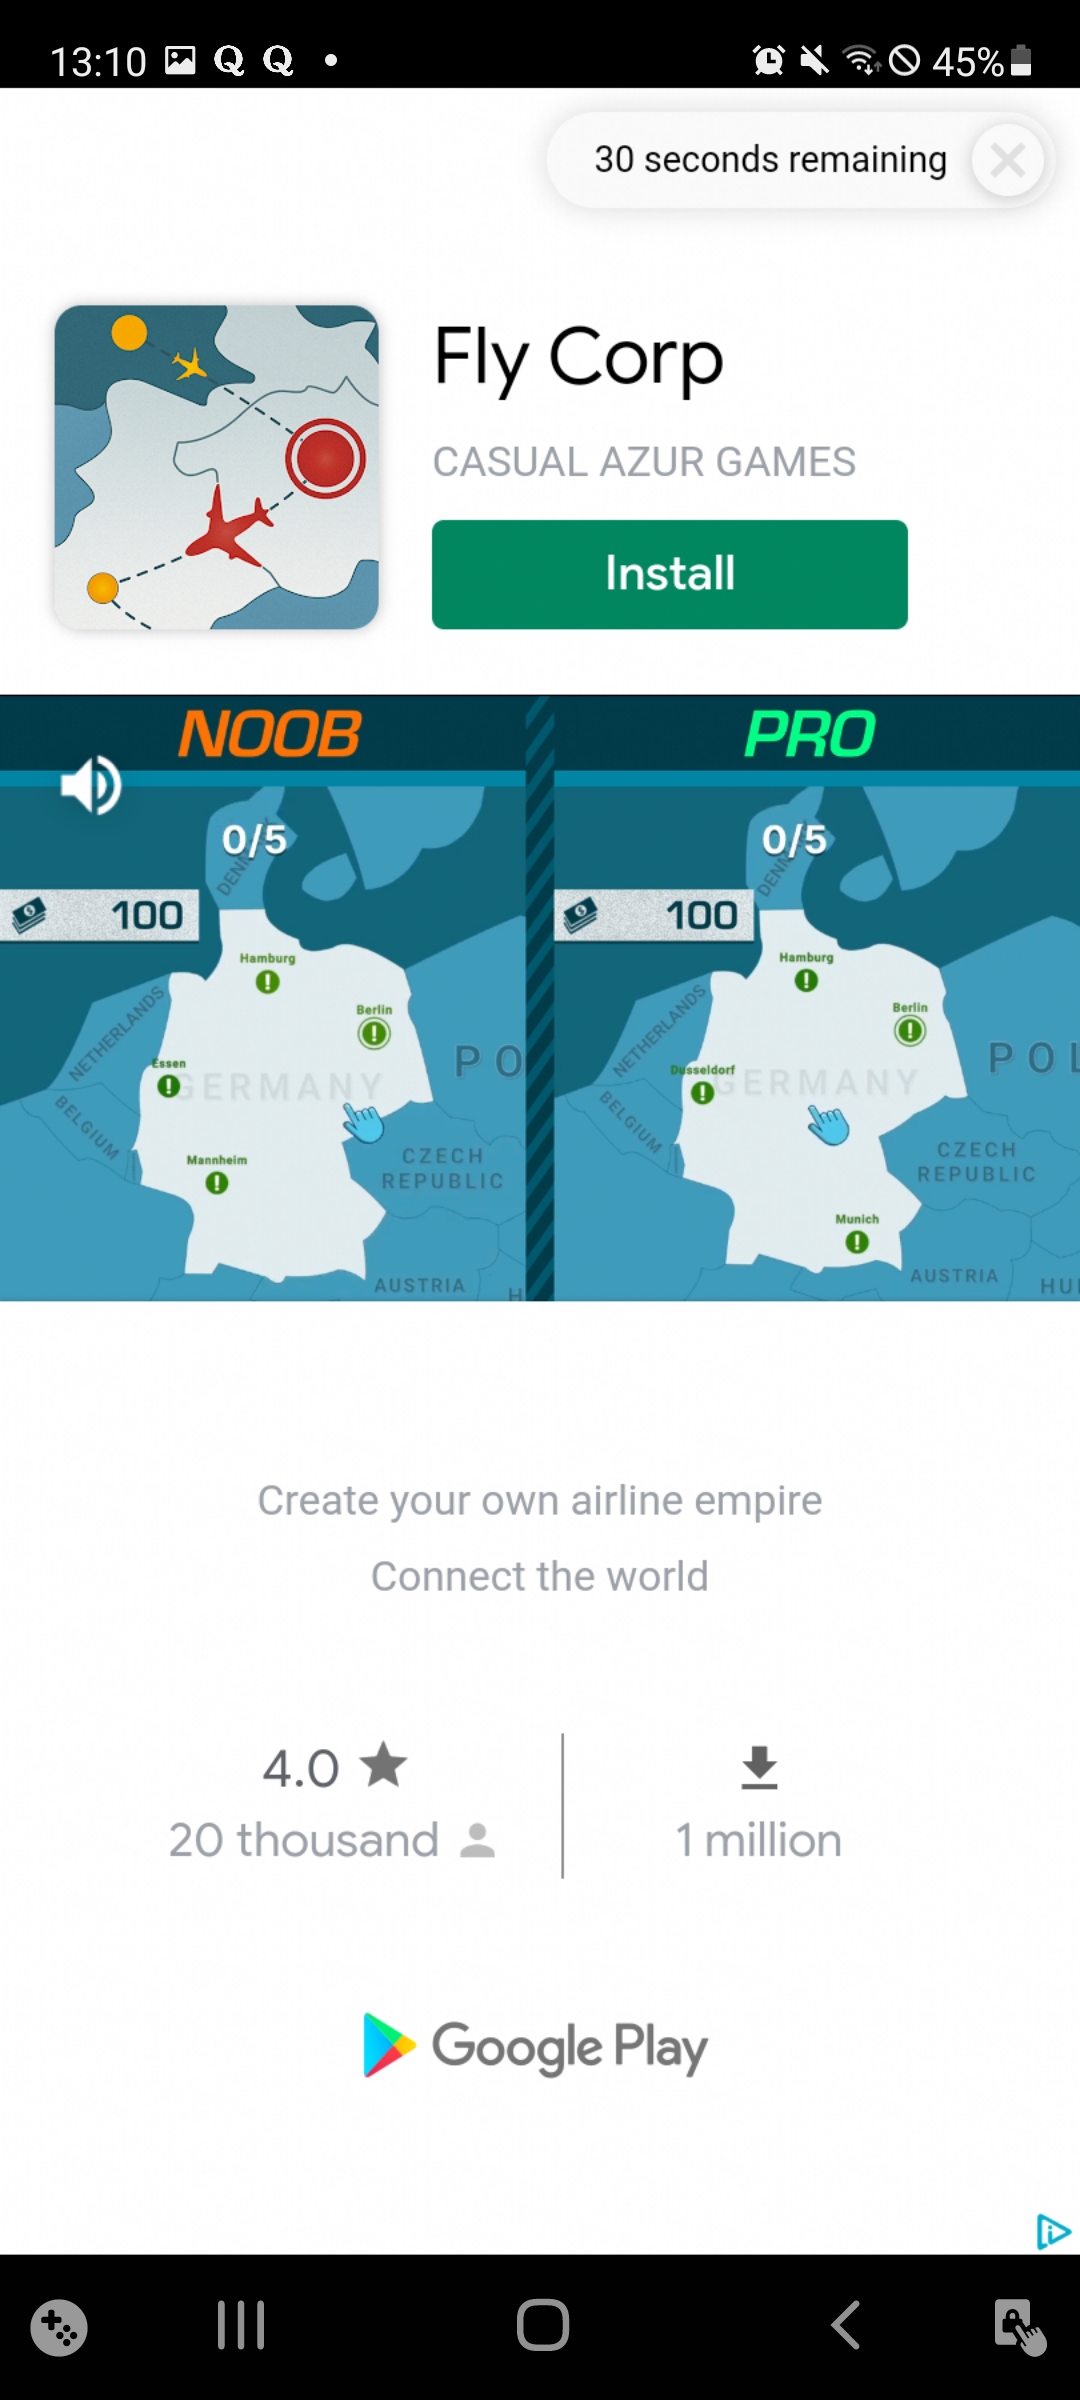 13:10 Q Q 45%
30 seconds remaining
Fly Corp
CASUAL AZUR GAMES
Install
NOOB
0/5
100
DEN
Hamburg
Berlin
NETHERLANDS
Essen
GERMANY
PO
BELGIUM
CZECH
REPUBLIC
Mannheim
AUSTRIA
H
PRO
0/5
100
DEN
Hamburg
Berlin
NETHERLANDS
Dusseldorf
GERMANY
POL
BELGIUM
CZECH
REPUBLIC
Munich
AUSTRIA
HU
Create your own airline empire
Connect the world
4.0
20 thousand
1 million
Google Play